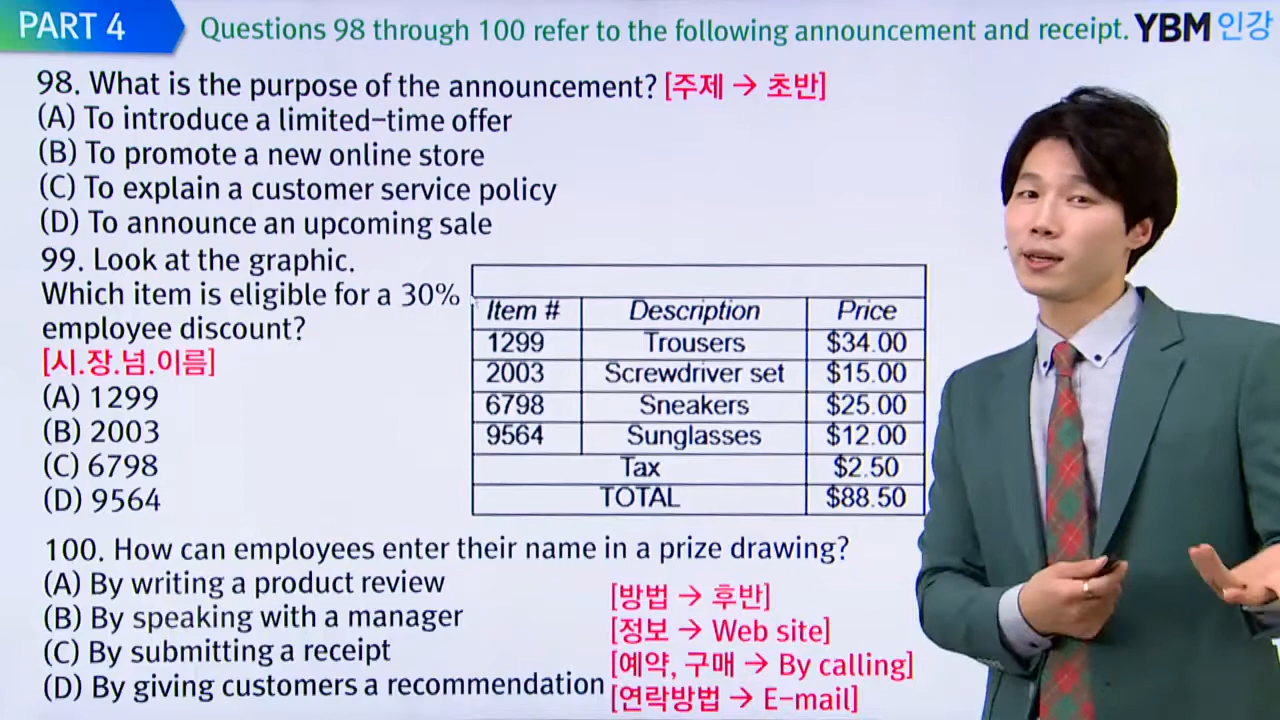 PART 4
Questions 98 through 100 refer to the following announcement and receipt.
YBM 인강
98. What is the purpose of the announcement? [주제 → 초반]
(A) To introduce a limited-time offer
(B) To promote a new online store
(C) To explain a customer service policy
(D) To announce an upcoming sale
99. Look at the graphic.
Which item is eligible for a 30%
employee discount?
[시.장.넘.이름]
(A) 1299
(B) 2003
(C) 6798
(D) 9564
Item # Description Price
1299 Trousers $34.00
2003 Screwdriver set $15.00
6798 Sneakers $25.00
9564 Sunglasses $12.00
Tax $2.50
TOTAL $88.50
100. How can employees enter their name in a prize drawing?
(A) By writing a product review
(B) By speaking with a manager
(C) By submitting a receipt
(D) By giving customers a recommendation
[방법 → 후반]
[정보 → Web site]
[예약, 구매 → By calling]
[연락방법 → E-mail]